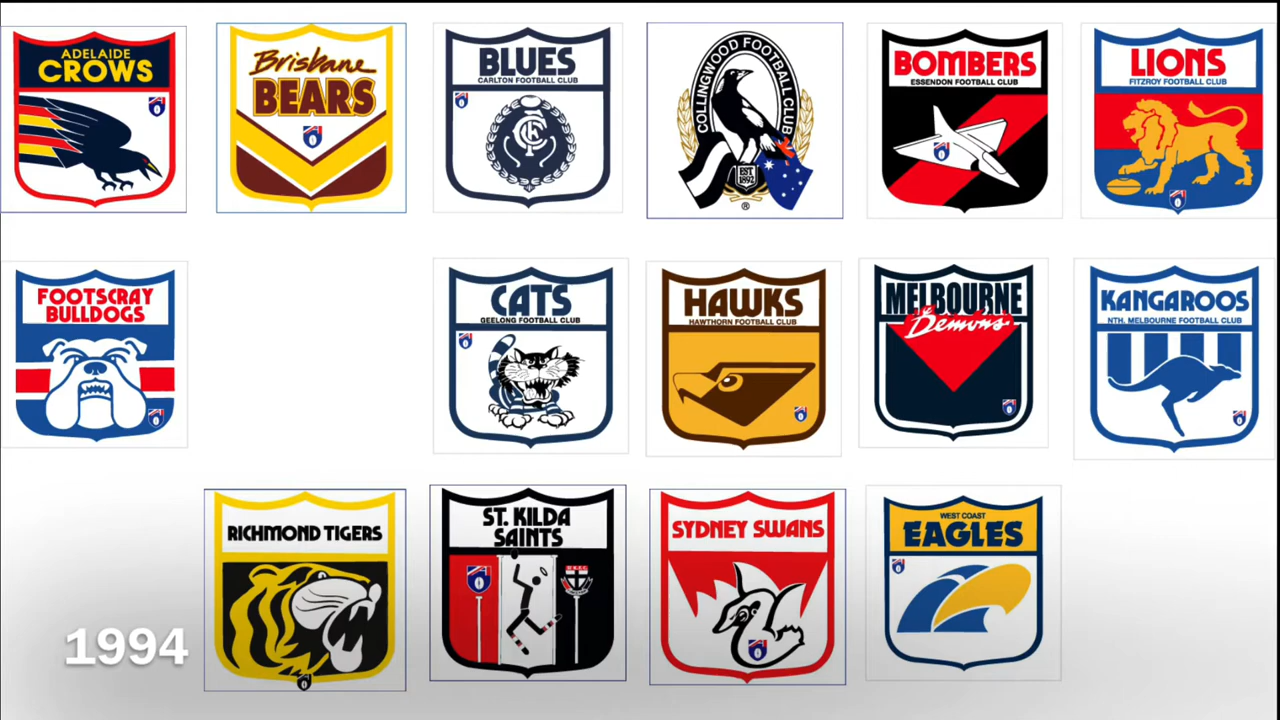 ADELAIDE
CROWS
Brisbane
BEARS
BLUES
CARLTON FOOTBALL CLUB
CFC
COLLINGWOOD FOOTBALL CLUB
EST
1892
®
BOMBERS
ESSENDON FOOTBALL CLUB
LIONS
FITZROY FOOTBALL CLUB
FOOTSCRAY
BULLDOGS
CATS
GEELONG FOOTBALL CLUB
HAWKS
HAWTHORN FOOTBALL CLUB
MELBOURNE
The Demons
KANGAROOS
NTH. MELBOURNE FOOTBALL CLUB
RICHMOND TIGERS
ST. KILDA
SAINTS
SYDNEY SWANS
WEST COAST
EAGLES
1994